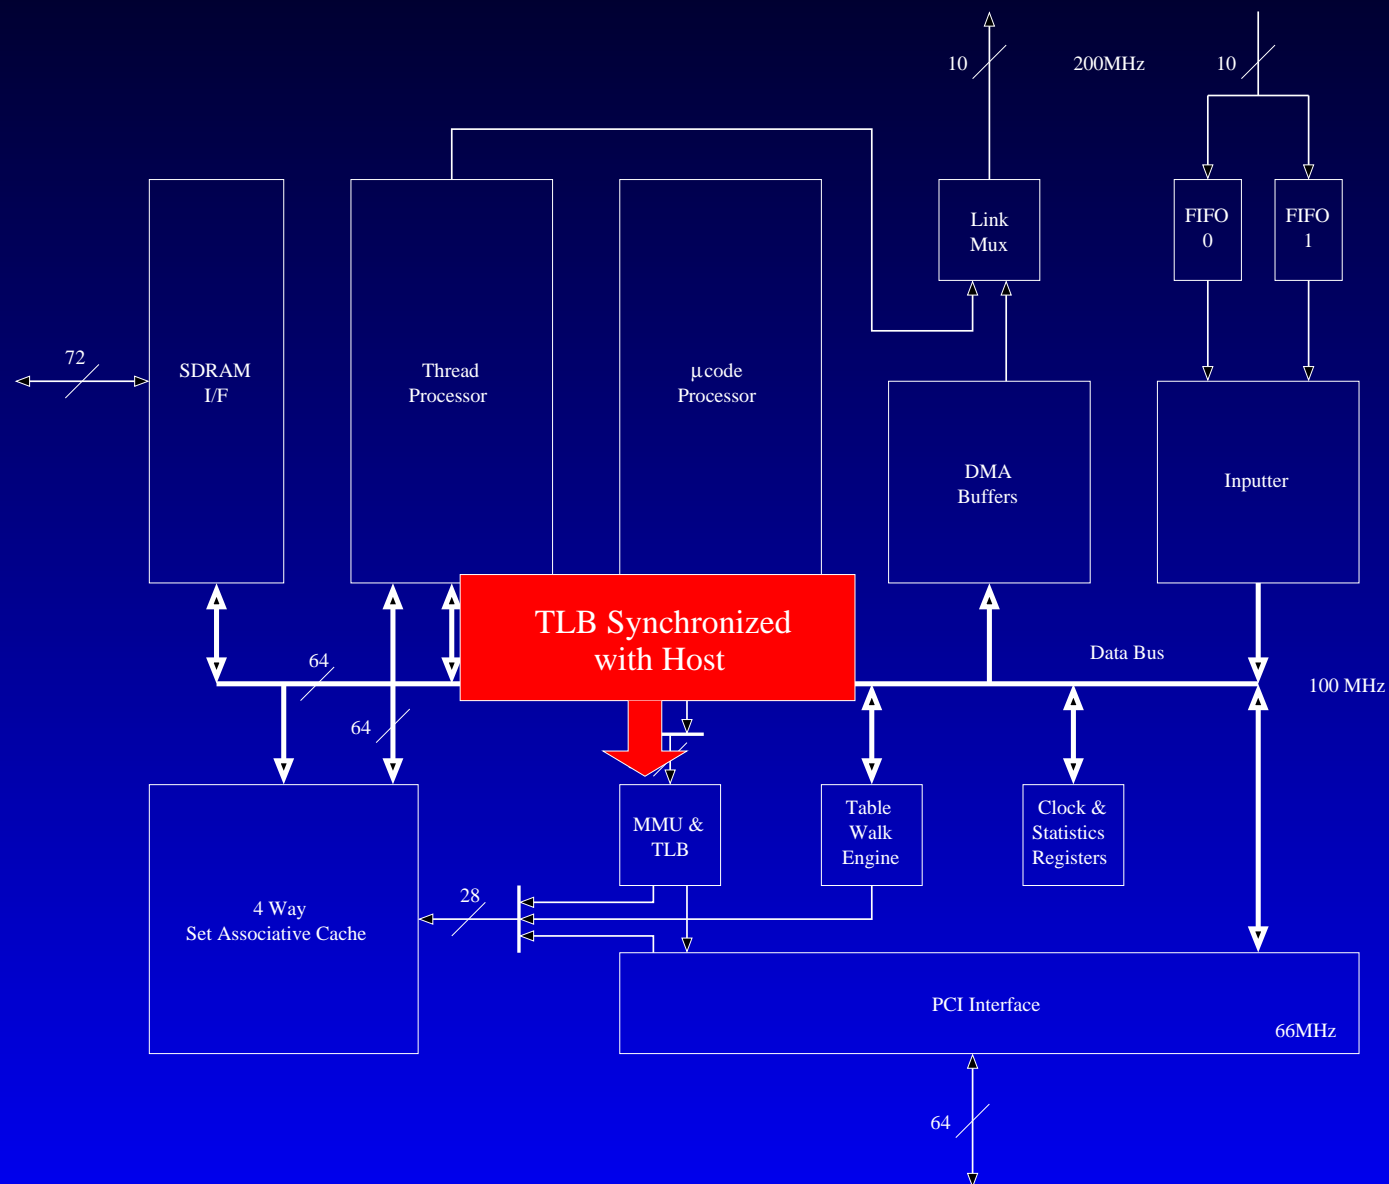 10
200MHz
10
Link
Mux
FIFO
0
FIFO
1
72
SDRAM
I/F
Thread
Processor
µcode
Processor
DMA
Buffers
Inputter
TLB Synchronized
with Host
64
Data Bus
100 MHz
64
MMU &
TLB
Table
Walk
Engine
Clock &
Statistics
Registers
4 Way
Set Associative Cache
28
PCI Interface
66MHz
64